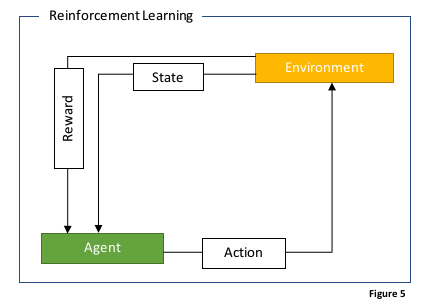 Reinforcement Learning
Environment
State
Reward
Agent
Action
Figure 5